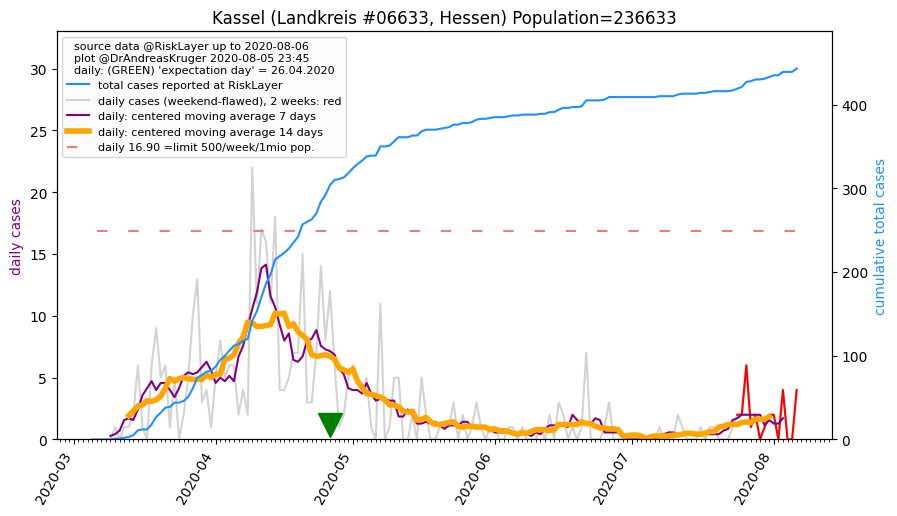 Kassel (Landkreis #06633, Hessen) Population=236633
source data @RiskLayer up to 2020-08-06
plot @DrAndreasKruger 2020-08-05 23:45
daily: (GREEN) 'expectation day' = 26.04.2020
total cases reported at RiskLayer
daily cases (weekend-flawed), 2 weeks: red
daily: centered moving average 7 days
daily: centered moving average 14 days
daily 16.90 =limit 500/week/1mio pop.
daily cases
30
25
20
15
10
5
0
cumulative total cases
400
300
200
100
0
2020-03
2020-04
2020-05
2020-06
2020-07
2020-08